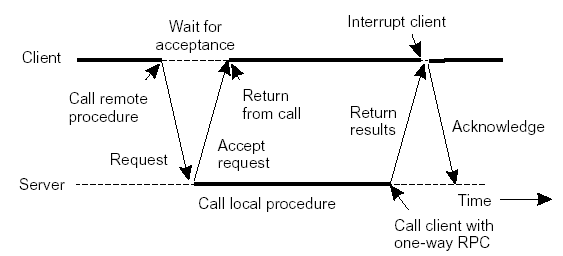 Interrupt client
Wait for
acceptance
Client
Call remote
procedure
Return
from call
Return
results
Acknowledge
Request
Accept
request
Server
Call local procedure
Time
Call client with
one-way RPC